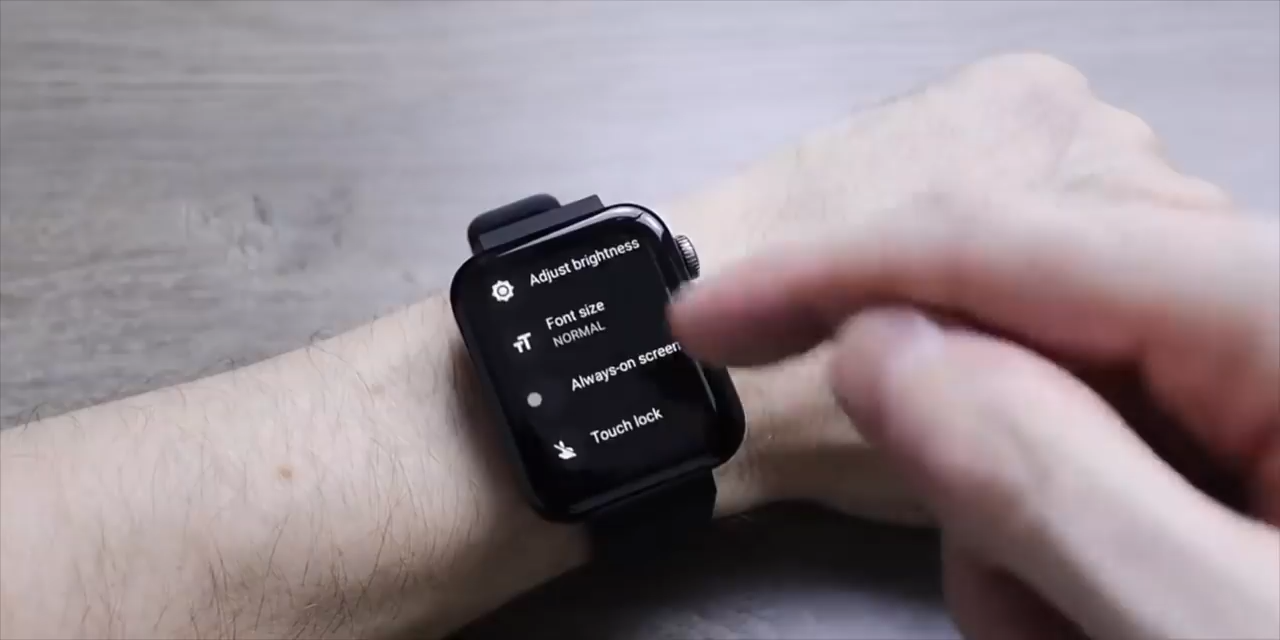 Adjust brightness
Font size
NORMAL
Always-on screen
Touch lock